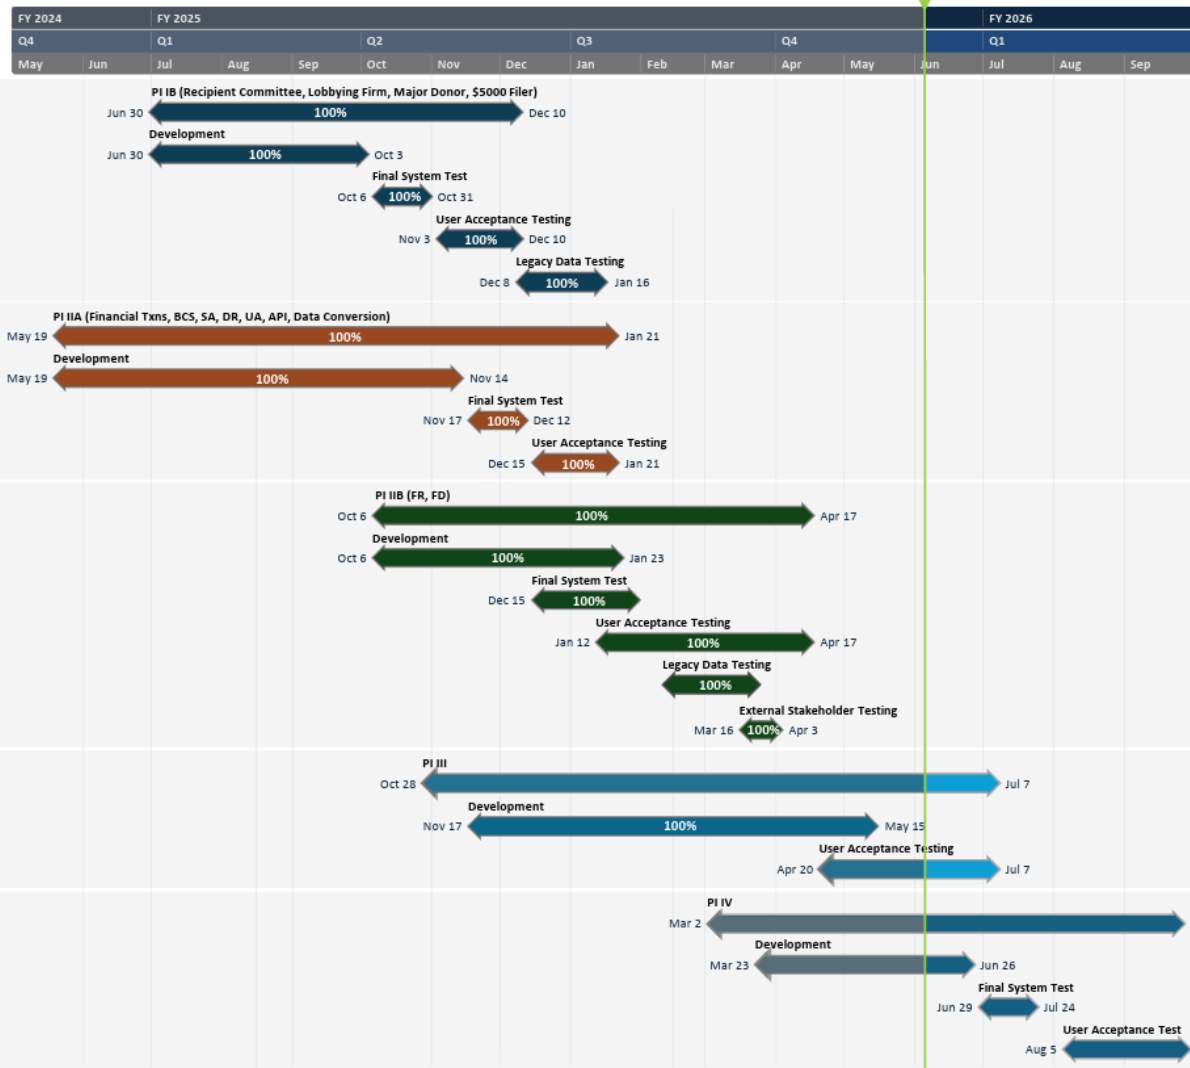 FY 2024 FY 2025 FY 2026
Q4 Q1 Q2 Q3 Q4 Q1
May Jun Jul Aug Sep Oct Nov Dec Jan Feb Mar Apr May Jun Jul Aug Sep
PI IB (Recipient Committee, Lobbying Firm, Major Donor, $5000 Filer)
Jun 30 100% Dec 10
Development
Jun 30 100% Oct 3
Final System Test
Oct 6 100% Oct 31
User Acceptance Testing
Nov 3 100% Dec 10
Legacy Data Testing
Dec 8 100% Jan 16
PI IIA (Financial Txns, BCS, SA, DR, UA, API, Data Conversion)
May 19 100% Jan 21
Development
May 19 100% Nov 14
Final System Test
Nov 17 100% Dec 12
User Acceptance Testing
Dec 15 100% Jan 21
PI IIB (FR, FD)
Oct 6 100% Apr 17
Development
Oct 6 100% Jan 23
Final System Test
Dec 15 100%
User Acceptance Testing
Jan 12 100% Apr 17
Legacy Data Testing
100%
External Stakeholder Testing
Mar 16 100% Apr 3
PI III
Oct 28 Jul 7
Development
Nov 17 100% May 15
User Acceptance Testing
Apr 20 Jul 7
PI IV
Mar 2
Development
Mar 23 Jun 26
Final System Test
Jun 29 Jul 24
User Acceptance Test
Aug 5